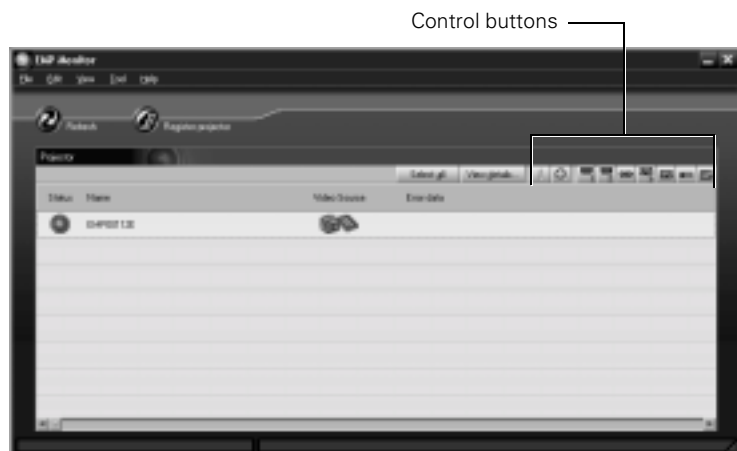 Control buttons
EMP Monitor
File Edit View Tool Help
Refresh Register projector
Projector
Select all View details...
Status Name Video Source Error data